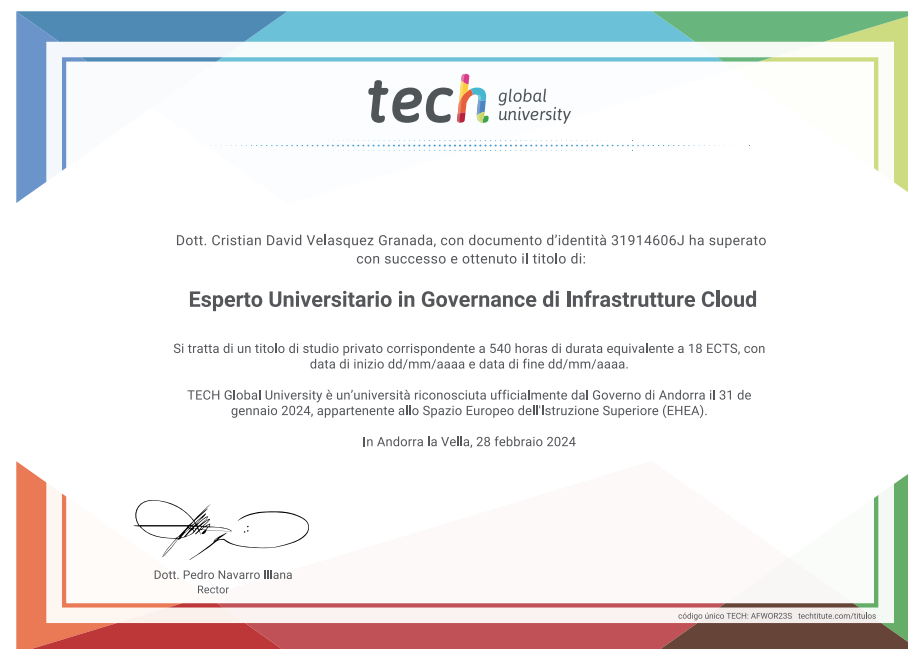 tech global university
Dott. Cristian David Velasquez Granada, con documento d'identità 31914606J ha superato
con successo e ottenuto il titolo di:
Esperto Universitario in Governance di Infrastrutture Cloud
Si tratta di un titolo di studio privato corrispondente a 540 horas di durata equivalente a 18 ECTS, con
data di inizio dd/mm/aaaa e data di fine dd/mm/aaaa.
TECH Global University è un'università riconosciuta ufficialmente dal Governo di Andorra il 31 de
gennaio 2024, appartenente allo Spazio Europeo dell'Istruzione Superiore (EHEA).
In Andorra la Vella, 28 febbraio 2024
Dott. Pedro Navarro Illana
Rector
código único TECH: AFWOR23S techtitute.com/titulos